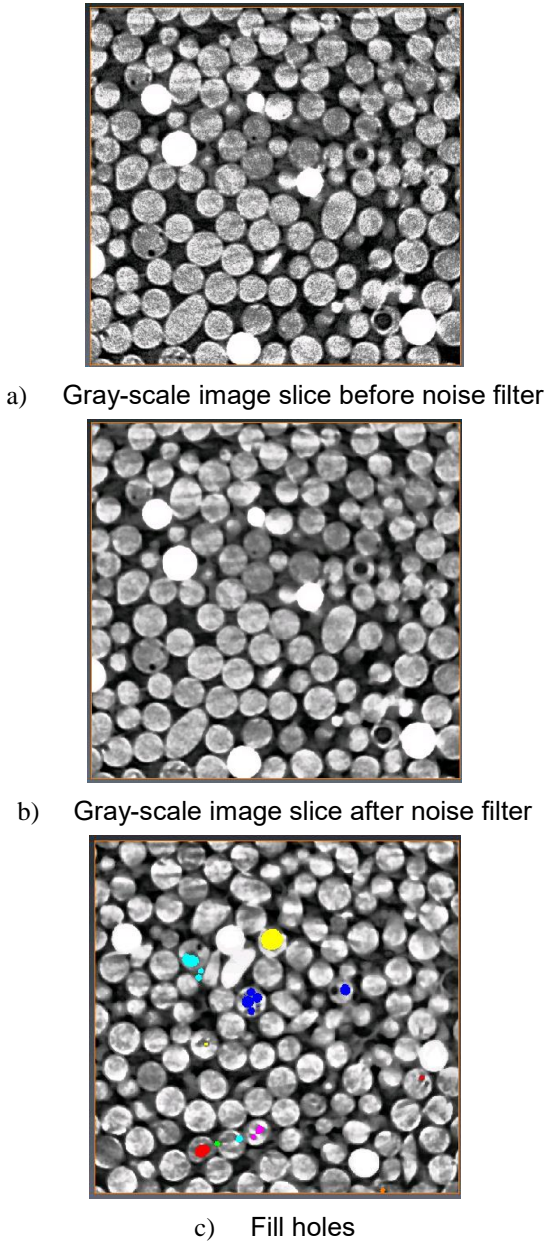 a) Gray-scale image slice before noise filter
b) Gray-scale image slice after noise filter
c) Fill holes